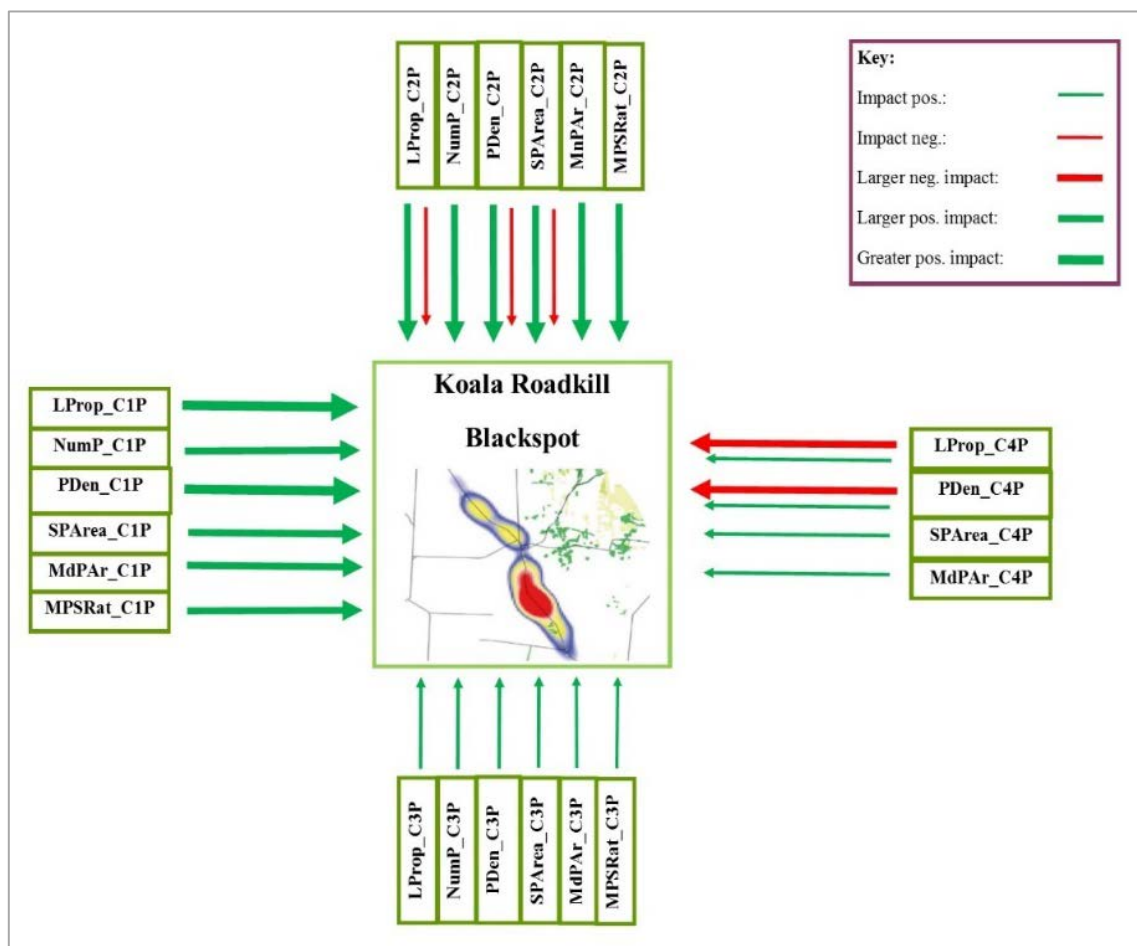 LProp_C2P
NumP_C2P
PDen_C2P
SPArea_C2P
MnPAr_C2P
MPSRat_C2P
Key:
Impact pos.:
Impact neg.:
Larger neg. impact:
Larger pos. impact:
Greater pos. impact:
LProp_C1P
NumP_C1P
PDen_C1P
SPArea_C1P
MdPAr_C1P
MPSRat_C1P
Koala Roadkill
Blackspot
LProp_C4P
PDen_C4P
SPArea_C4P
MdPAr_C4P
LProp_C3P
NumP_C3P
PDen_C3P
SPArea_C3P
MdPAr_C3P
MPSRat_C3P